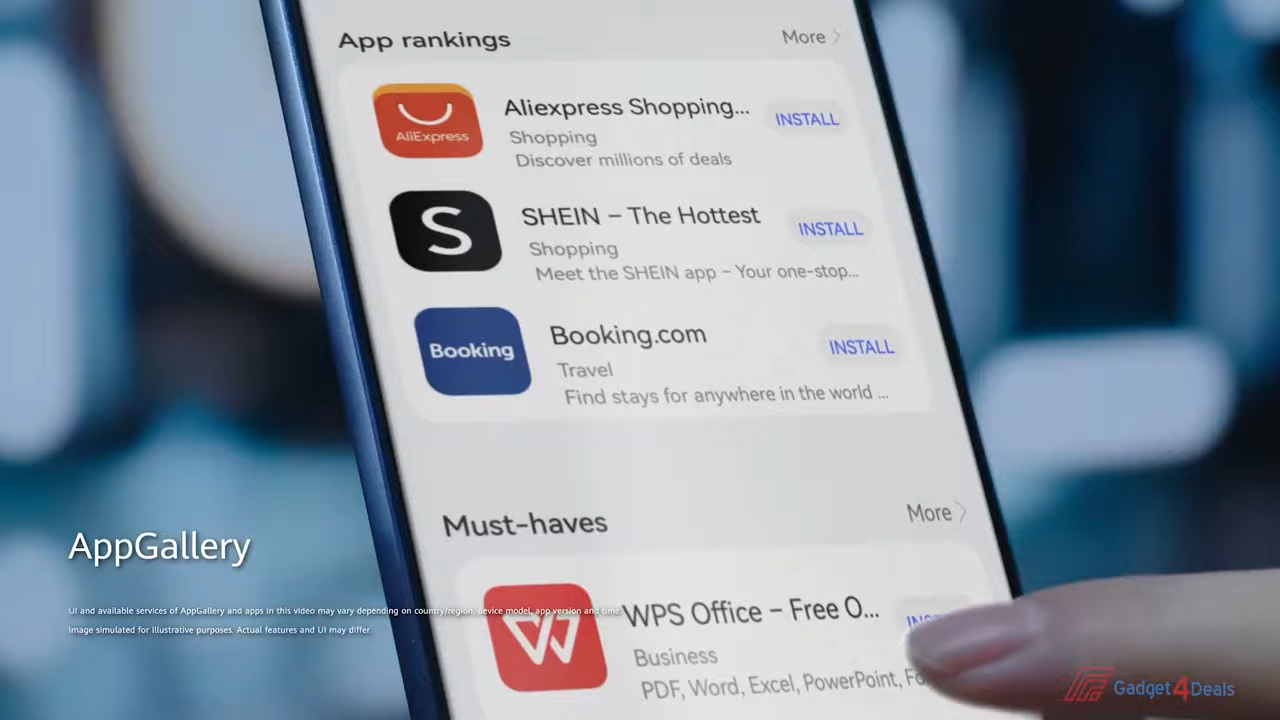 App rankings
More
AliExpress
Aliexpress Shopping...
Shopping
Discover millions of deals
INSTALL
S
SHEIN – The Hottest
Shopping
Meet the SHEIN app – Your one-stop...
INSTALL
Booking
Booking.com
Travel
Find stays for anywhere in the world ...
INSTALL
Must-haves
More
W
WPS Office – Free O...
Business
PDF, Word, Excel, PowerPoint,
AppGallery
UI and available services of AppGallery and apps in this video may vary depending on country/region, device model, app version and time.
Image simulated for illustrative purposes. Actual features and UI may differ.
Gadget4Deals